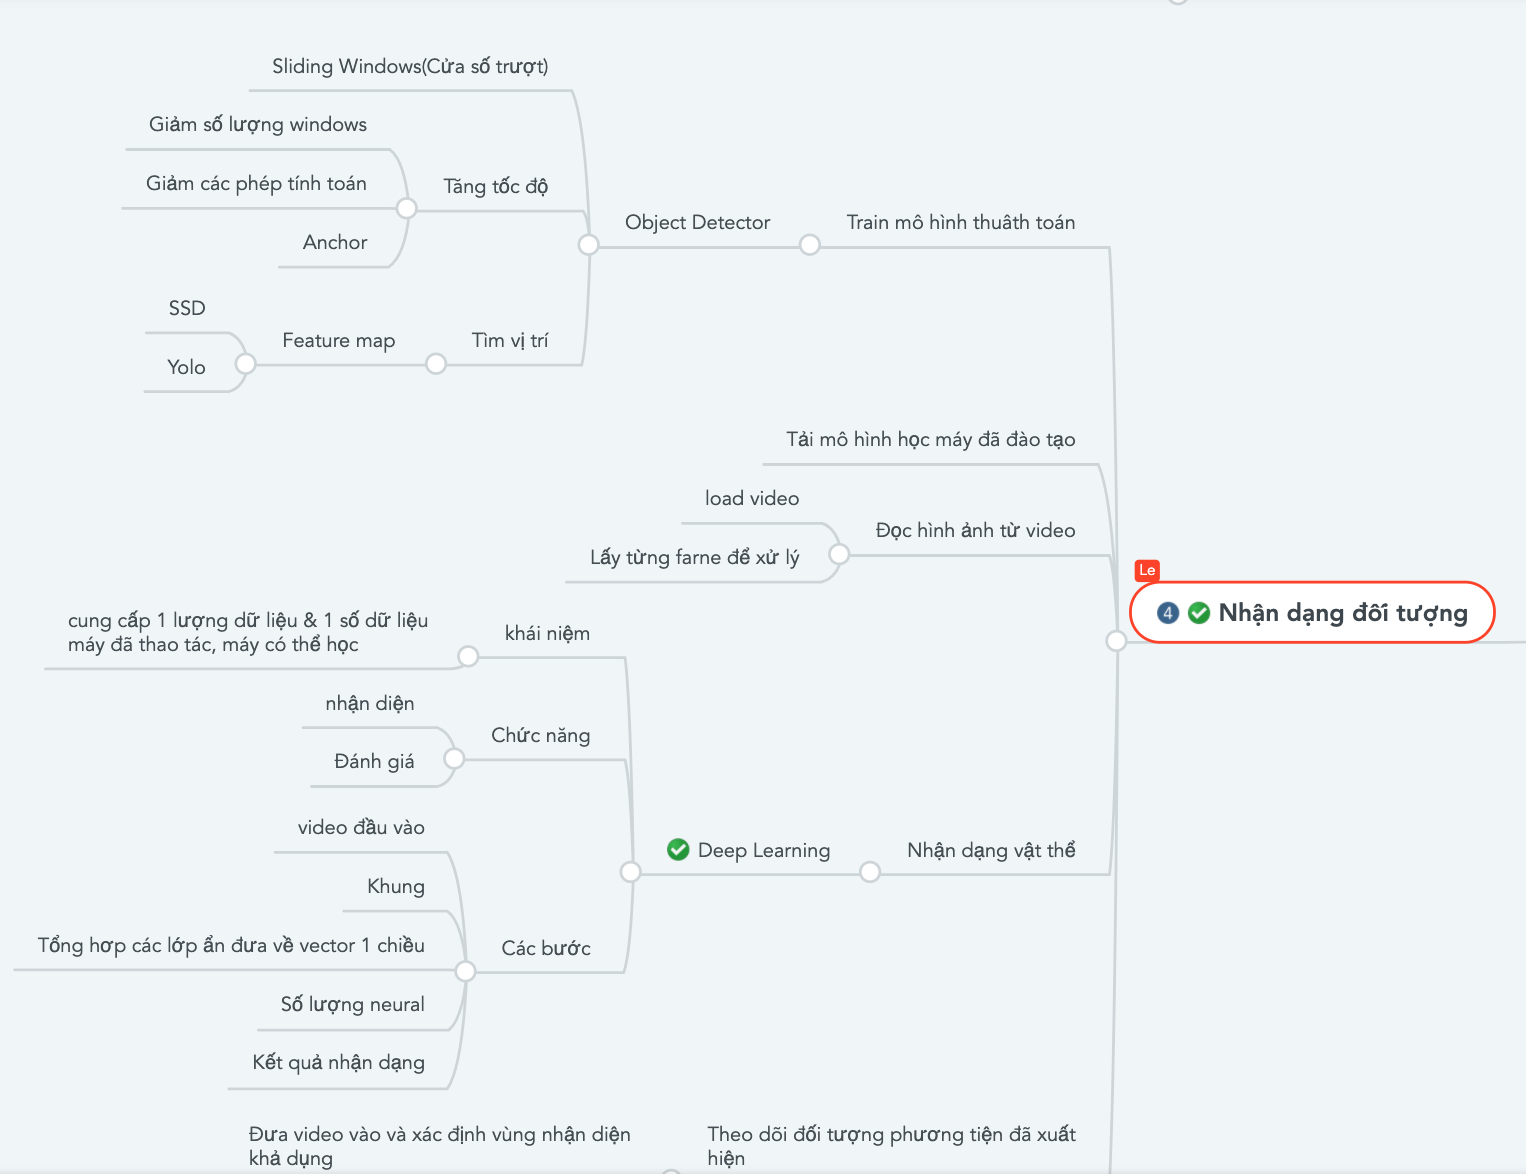 Sliding Windows(Cửa số trượt)
Giảm số lượng windows
Giảm các phép tính toán
Anchor
Tăng tốc độ
SSD
Yolo
Feature map
Tìm vị trí
Object Detector
Train mô hình thuâth toán
Tải mô hình học máy đã đào tạo
load video
Lấy từng farne để xử lý
Đọc hình ảnh từ video
Le
4 Nhận dạng đối tượng
cung cấp 1 lượng dữ liệu & 1 số dữ liệu
máy đã thao tác, máy có thể học
khái niệm
nhận diện
Đánh giá
Chức năng
video đầu vào
Khung
Tổng hơp các lớp ẩn đưa về vector 1 chiều
Số lượng neural
Kết quả nhận dạng
Các bước
Deep Learning
Nhận dạng vật thể
Đưa video vào và xác định vùng nhận diện
khả dụng
Theo dõi đối tượng phương tiện đã xuất
hiện